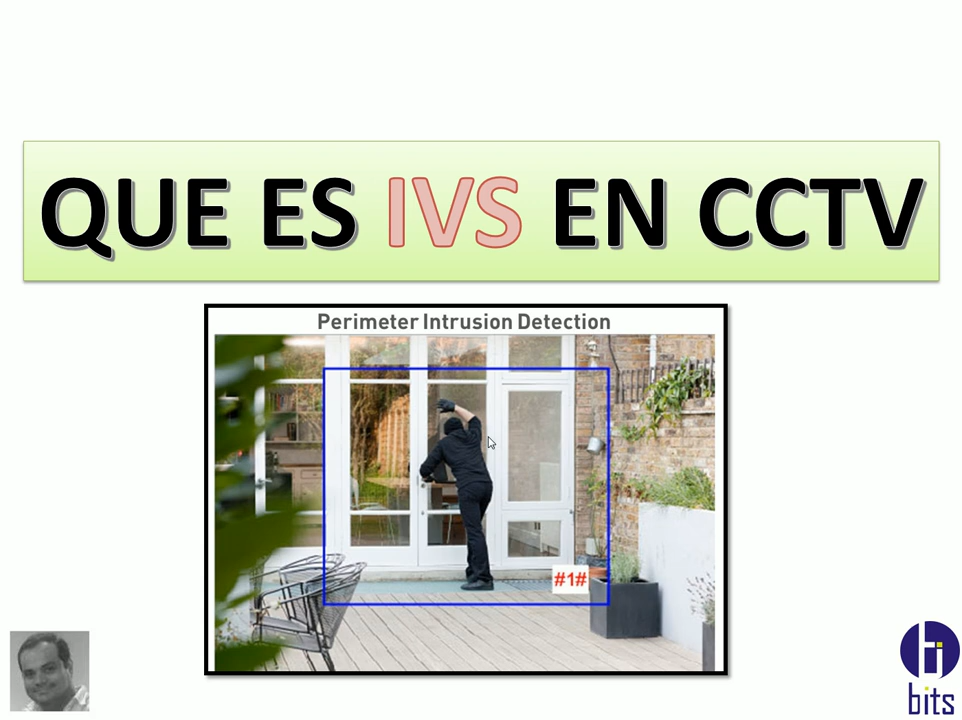 QUE ES IVS EN CCTV
Perimeter Intrusion Detection
#1#
bits